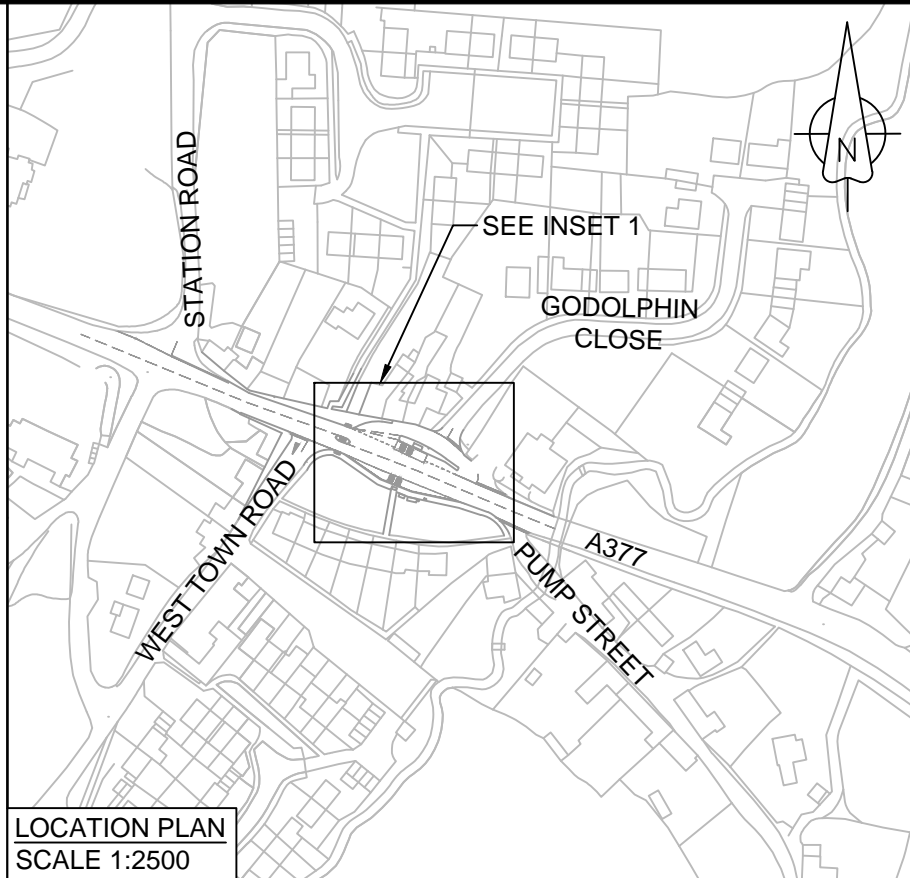 STATION ROAD
N
SEE INSET 1
GODOLPHIN
CLOSE
WEST TOWN ROAD
A377
PUMP STREET
LOCATION PLAN
SCALE 1:2500